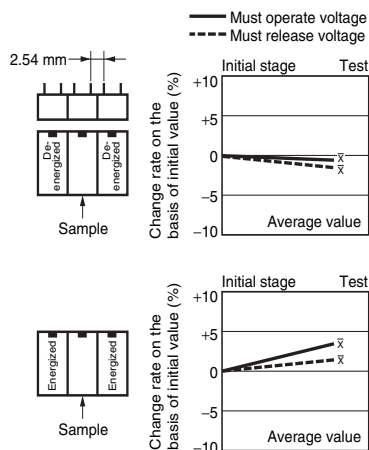 Must operate voltage
Must release voltage
2.54 mm
De-
energized
De-
energized
Sample
Change rate on the
basis of initial value (%)
Initial stage Test
+10
+5
0
x̄
x̄
−5
−10
Average value
Energized
Energized
Sample
Change rate on the
basis of initial value (%)
Initial stage Test
+10
+5
x̄
x̄
0
−5
−10
Average value